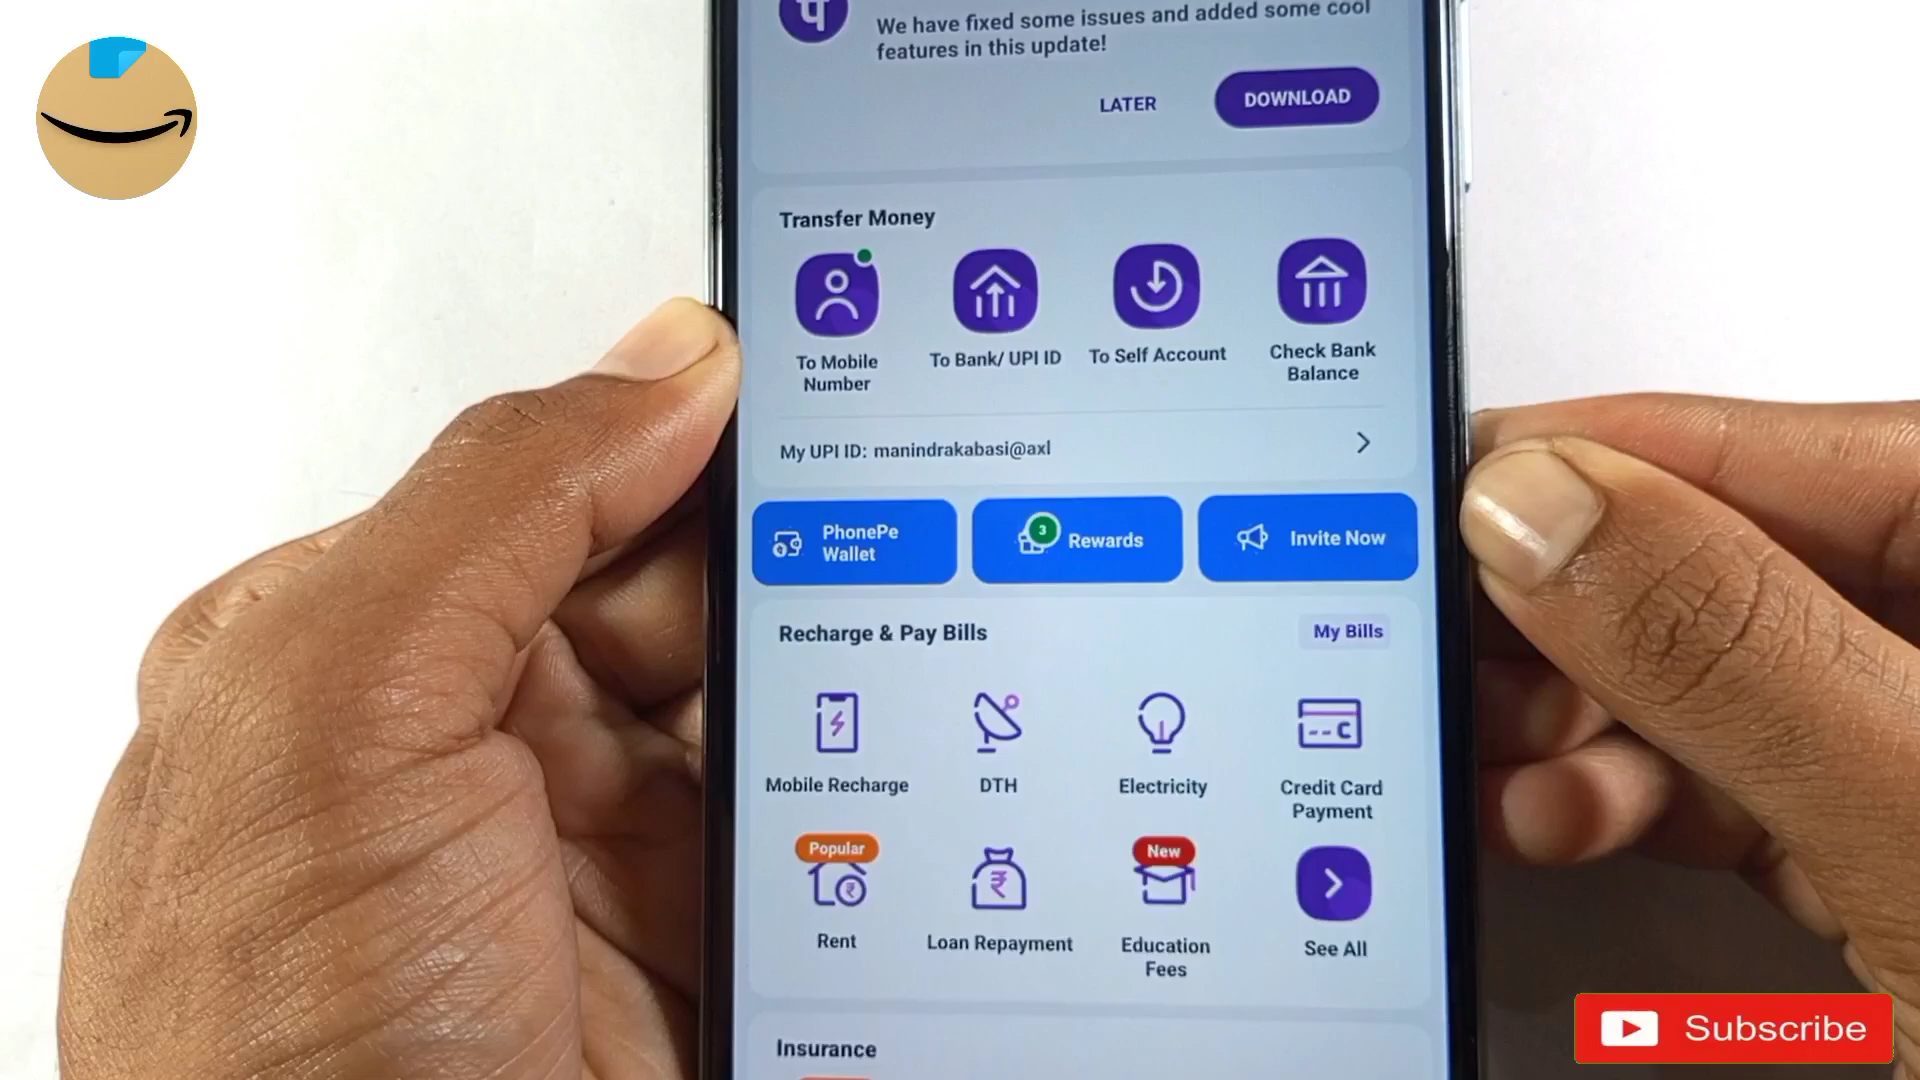 पे
We have fixed some issues and added some cool
features in this update!
LATER
DOWNLOAD
Transfer Money
To Mobile
Number
To Bank/ UPI ID
To Self Account
Check Bank
Balance
My UPI ID: manindrakabasi@axl
PhonePe
Wallet
3
Rewards
Invite Now
Recharge & Pay Bills
My Bills
Mobile Recharge
DTH
Electricity
Credit Card
Payment
Popular
Rent
Loan Repayment
New
Education
Fees
See All
Insurance
Subscribe